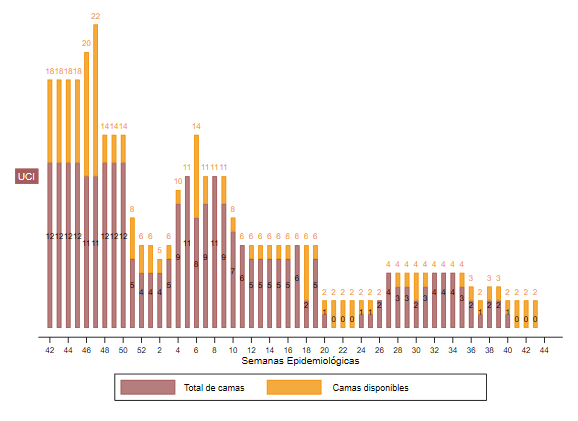 18 18 18 18 20 22 14 14 14 8 6 6 5 6 10 11 14 11 11 11 8 6 6 6 6 6 6 6 6 6 2 2 2 2 2 2 2 4 4 4 4 4 4 4 4 4 3 2 3 3 2 2 2 2
UCI
12 12 12 12 11 11 12 12 12 5 4 4 4 5 9 11 8 9 11 9 7 6 5 5 5 5 5 6 2 5 1 0 0 0 1 1 2 4 3 3 2 3 4 4 4 3 2 1 2 2 1 0 0 0
42 44 46 48 50 52 2 4 6 8 10 12 14 16 18 20 22 24 26 28 30 32 34 36 38 40 42 44
Semanas Epidemiológicas
Total de camas Camas disponibles